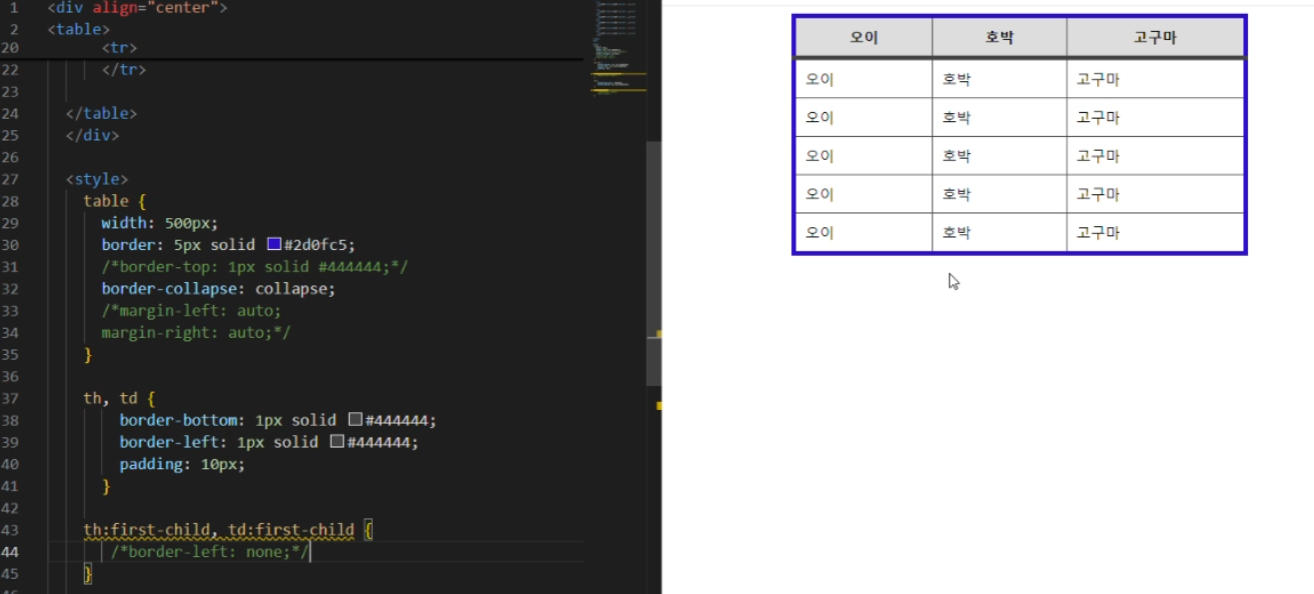 1 <div align="center">
2 <table>
20 <tr>
22 </tr>
23
24 </table>
25 </div>
26
27 <style>
28 table {
29 width: 500px;
30 border: 5px solid #2d0fc5;
31 /*border-top: 1px solid #444444;*/
32 border-collapse: collapse;
33 /*margin-left: auto;
34 margin-right: auto;*/
35 }
36
37 th, td {
38 border-bottom: 1px solid #444444;
39 border-left: 1px solid #444444;
40 padding: 10px;
41 }
42
43 th:first-child, td:first-child {
44 /*border-left: none;*/
45 }
오이 호박 고구마
오이 호박 고구마
오이 호박 고구마
오이 호박 고구마
오이 호박 고구마
오이 호박 고구마